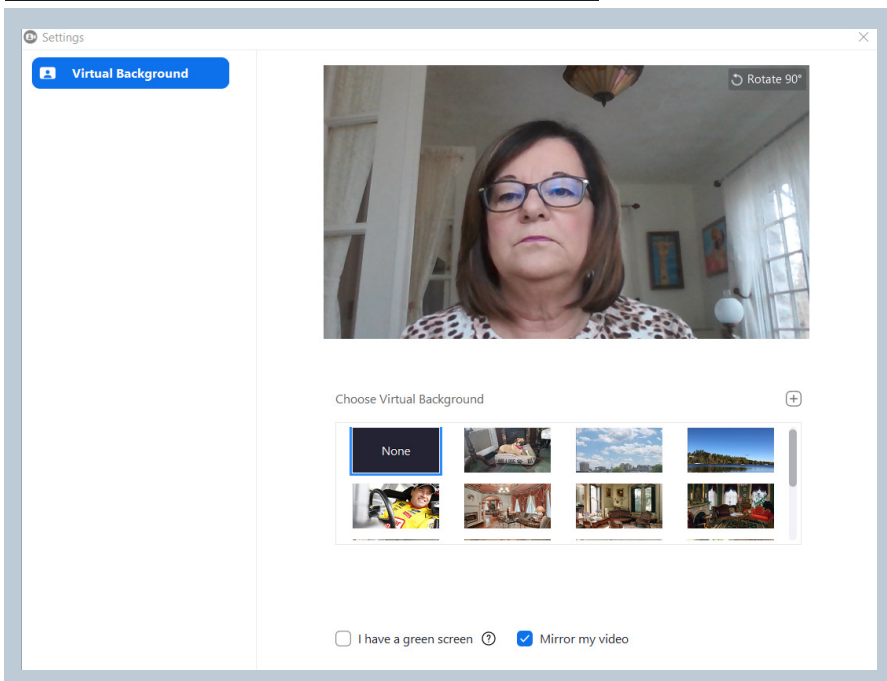 Settings
Virtual Background
Rotate 90°
Choose Virtual Background
None
I have a green screen
Mirror my video